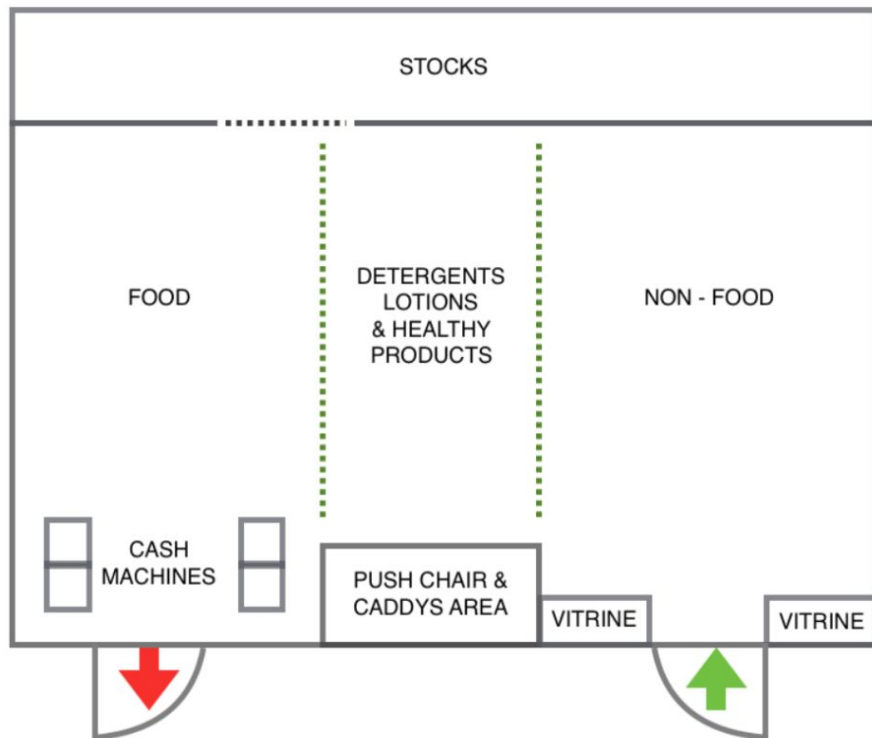 STOCKS
FOOD
DETERGENTS
LOTIONS
& HEALTHY
PRODUCTS
NON - FOOD
CASH
MACHINES
PUSH CHAIR &
CADDYS AREA
VITRINE
VITRINE